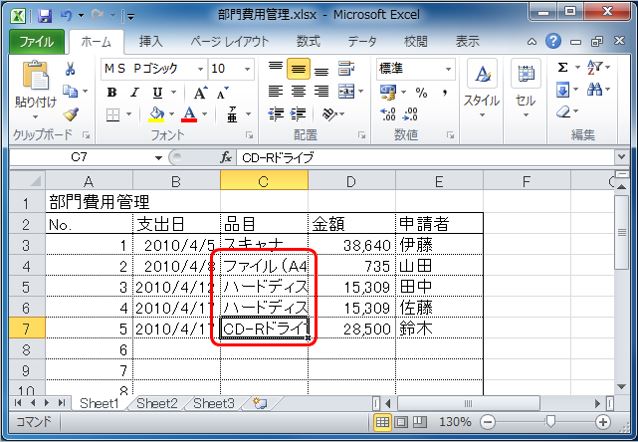 部門費用管理.xlsx - Microsoft Excel
ファイル ホーム 挿入 ページ レイアウト 数式 データ 校閲 表示
貼り付け
クリップボード
ＭＳ Ｐゴシック 10
B I U A A
ア亜
フォント
配置
標準
% ,
数値
スタイル
セル
Σ
編集
C7 fx CD-Rドライブ
A B C D E F
1 部門費用管理
2 No. 支出日 品目 金額 申請者
3 1 2010/4/5 スキャナ 38,640 伊藤
4 2 2010/4/8 ファイル（A4 735 山田
5 3 2010/4/12 ハードディス 15,309 田中
6 4 2010/4/17 ハードディス 15,309 佐藤
7 5 2010/4/17 CD-Rドライブ 28,500 鈴木
8 6
9 7
10 8
Sheet1 Sheet2 Sheet3
コマンド 130%